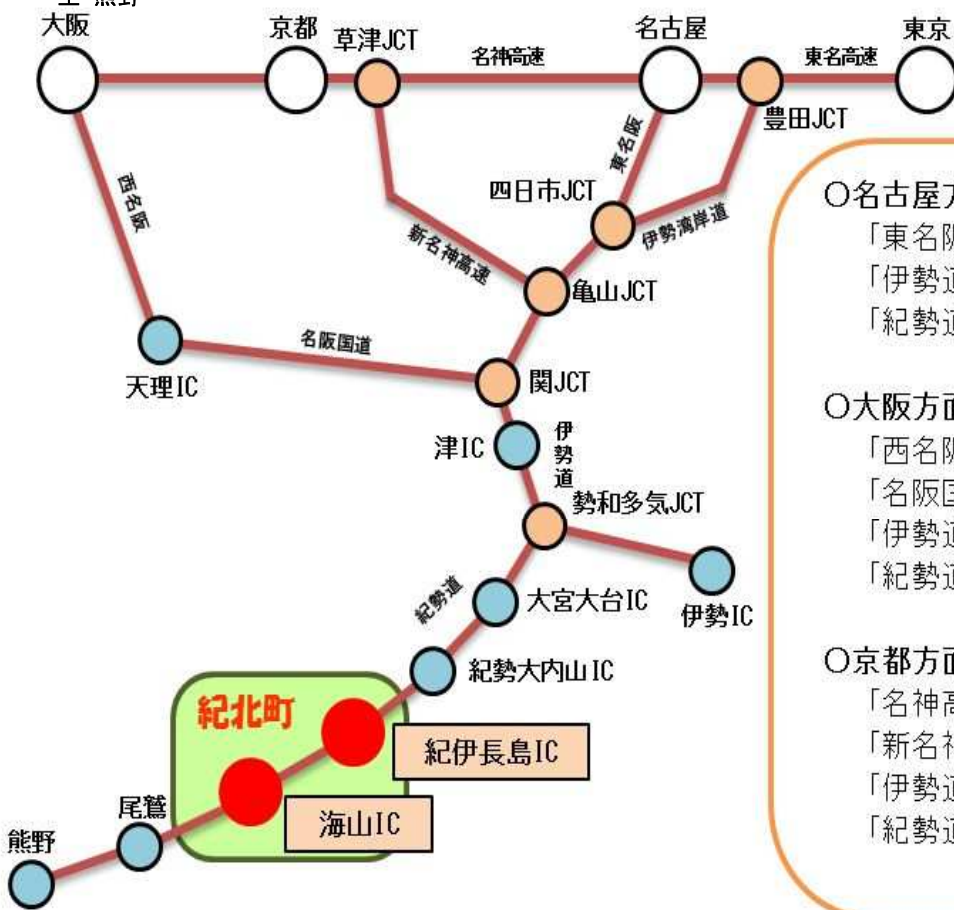 大阪
京都
草津JCT
名神高速
名古屋
東名高速
東京
豊田JCT
東名阪
四日市JCT
伊勢湾岸道
西名阪
新名神高速
亀山JCT
名阪国道
天理IC
関JCT
津IC
伊勢道
勢和多気JCT
伊勢IC
紀勢道
大宮大台IC
紀勢大内山IC
紀北町
紀伊長島IC
海山IC
尾鷲
熊野
〇名古屋方
「東名阪
「伊勢道
「紀勢道
〇大阪方面
「西名阪
「名阪国
「伊勢道
「紀勢道
〇京都方面
「名神高
「新名神
「伊勢道
「紀勢道